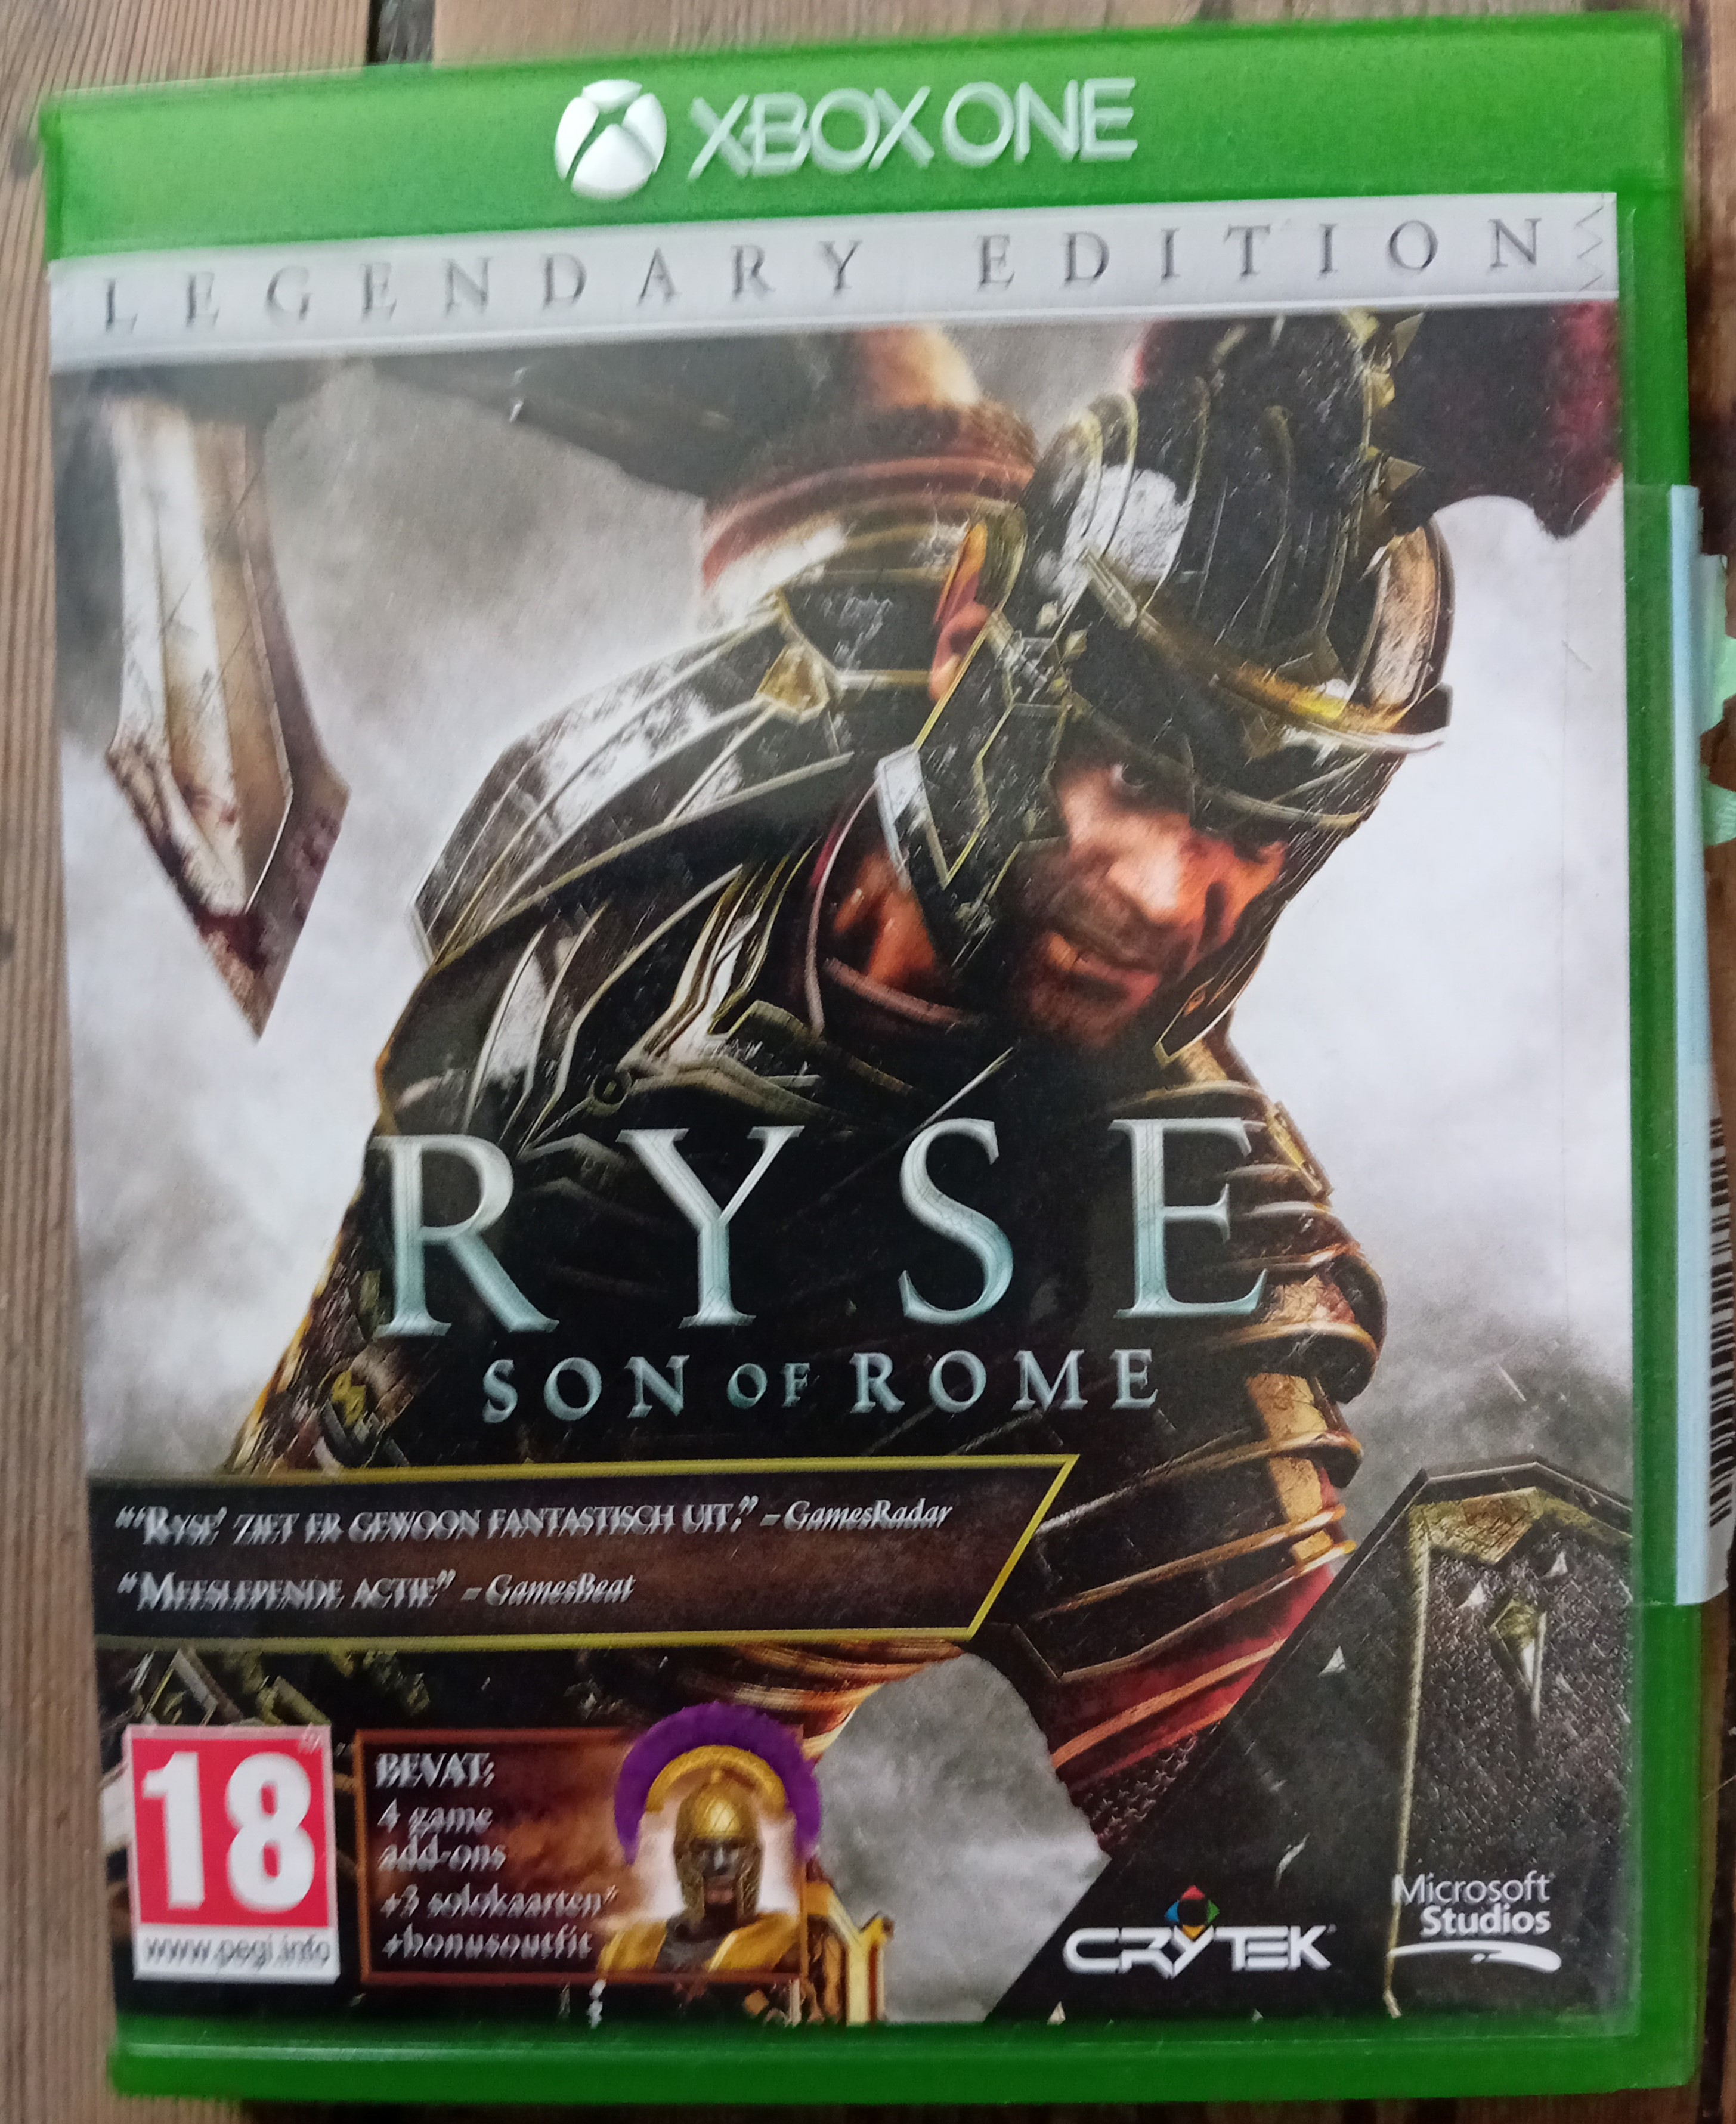 XBOX ONE
LEGENDARY EDITION
RYSE
SON OF ROME
"'RYSE' ZIET ER GEWOON FANTASTISCH UIT." – GamesRadar
"MEESLEPENDE ACTIE" – GamesBeat
18
www.pegi.info
BEVAT:
4 game
add-ons
+3 solokaarten*
+bonusoutfit
CRYTEK
Microsoft
Studios